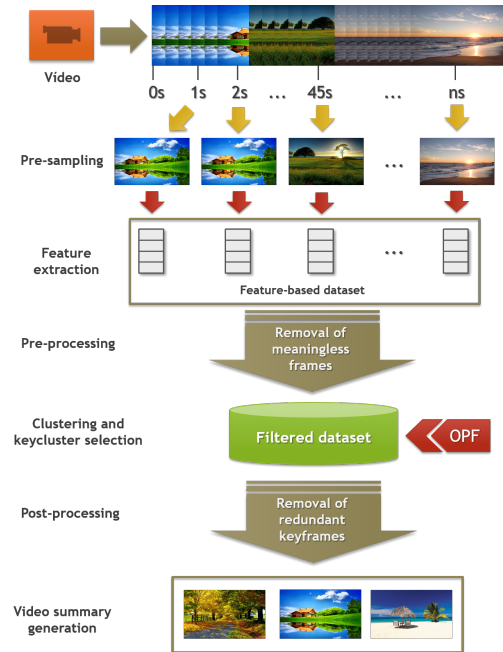 Vídeo
0s 1s 2s ... 45s ... ns
Pre-sampling
...
Feature
extraction
...
Feature-based dataset
Pre-processing
Removal of
meaningless
frames
Clustering and
keycluster selection
Filtered dataset
OPF
Post-processing
Removal of
redundant
keyframes
Video summary
generation